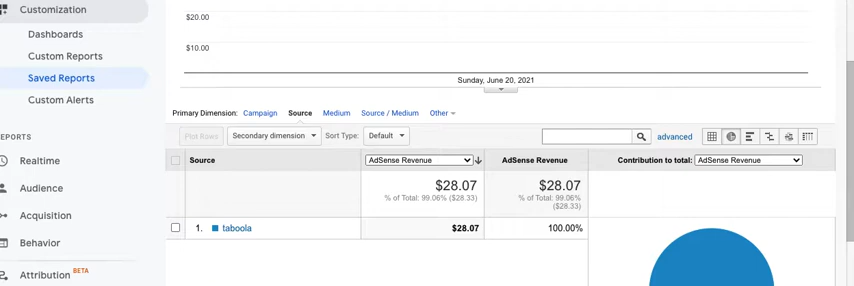 Customization
Dashboards
Custom Reports
Saved Reports
Custom Alerts
REPORTS
Realtime
Audience
Acquisition
Behavior
Attribution BETA
$20.00
$10.00
Sunday, June 20, 2021
Primary Dimension: Campaign Source Medium Source / Medium Other
Plot Rows Secondary dimension Sort Type: Default advanced
Source AdSense Revenue AdSense Revenue Contribution to total: AdSense Revenue
$28.07 $28.07
% of Total: 99.06% ($28.33) % of Total: 99.06%
($28.33)
1. taboola $28.07 100.00%